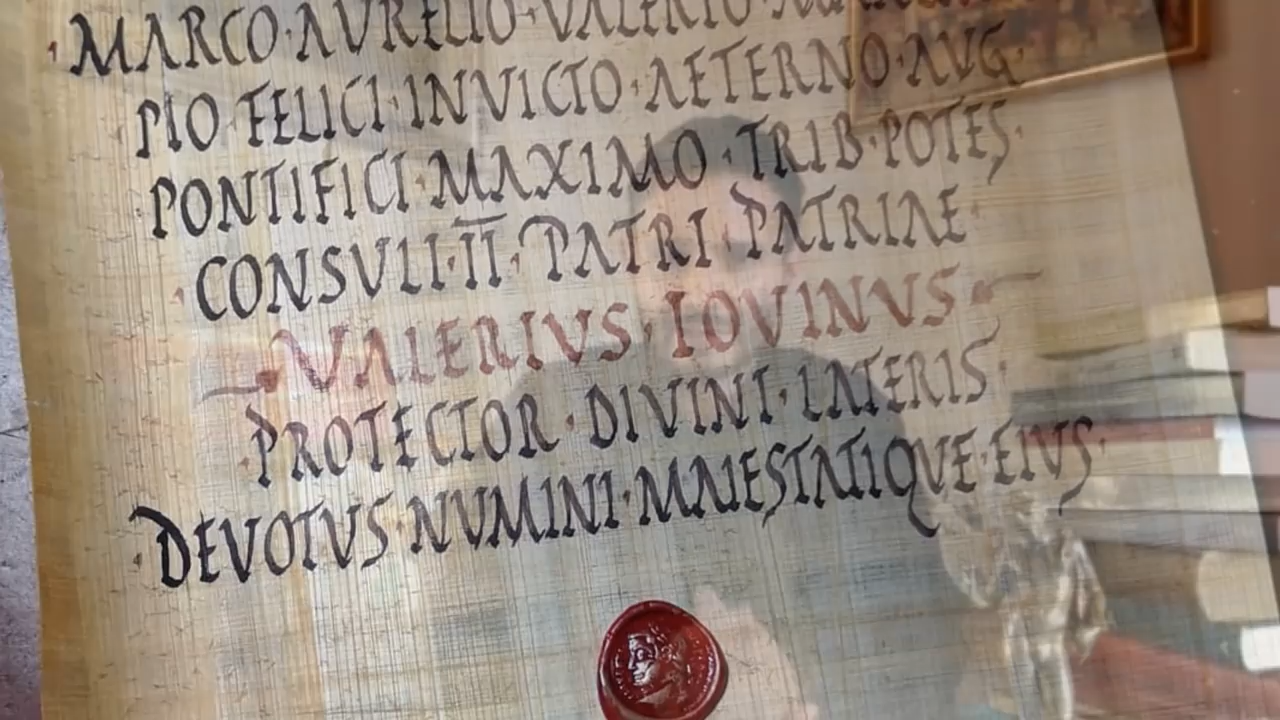 MARCO·AVRELIO·VALERIO
PIO·FELICI·INVICTO·AETERNO·AVG·
PONTIFICI·MAXIMO·TRIB·POTES·
CONSVLI·II·PATRI·PATRIAE
VALERIVS·IOVINVS
PROTECTOR·DIVINI·LATERIS·
DEVOTVS·NVMINI·MAIESTATIQVE·EIVS·